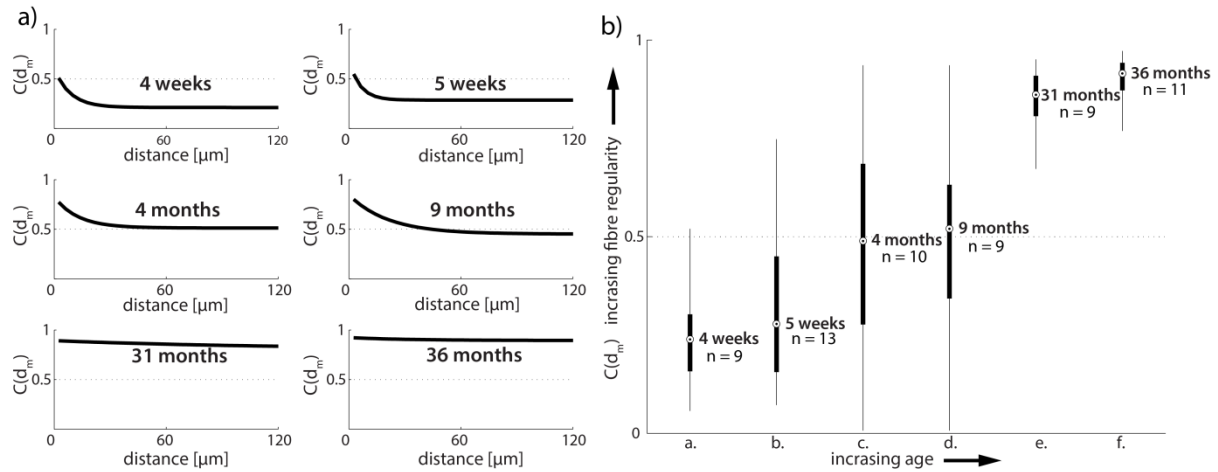 a)
1
0.5
C(dm)
4 weeks
0 60 120
distance [µm]
1
0.5
C(dm)
5 weeks
0 60 120
distance [µm]
1
0.5
C(dm)
4 months
0 60 120
distance [µm]
1
0.5
C(dm)
9 months
0 60 120
distance [µm]
1
0.5
C(dm)
31 months
0 60 120
distance [µm]
1
0.5
C(dm)
36 months
0 60 120
distance [µm]
b)
1
0.5
0
C(dm) incrasing fibre regularity
4 weeks
n = 9
5 weeks
n = 13
4 months
n = 10
9 months
n = 9
31 months
n = 9
36 months
n = 11
a. b. c. d. e. f.
incrasing age